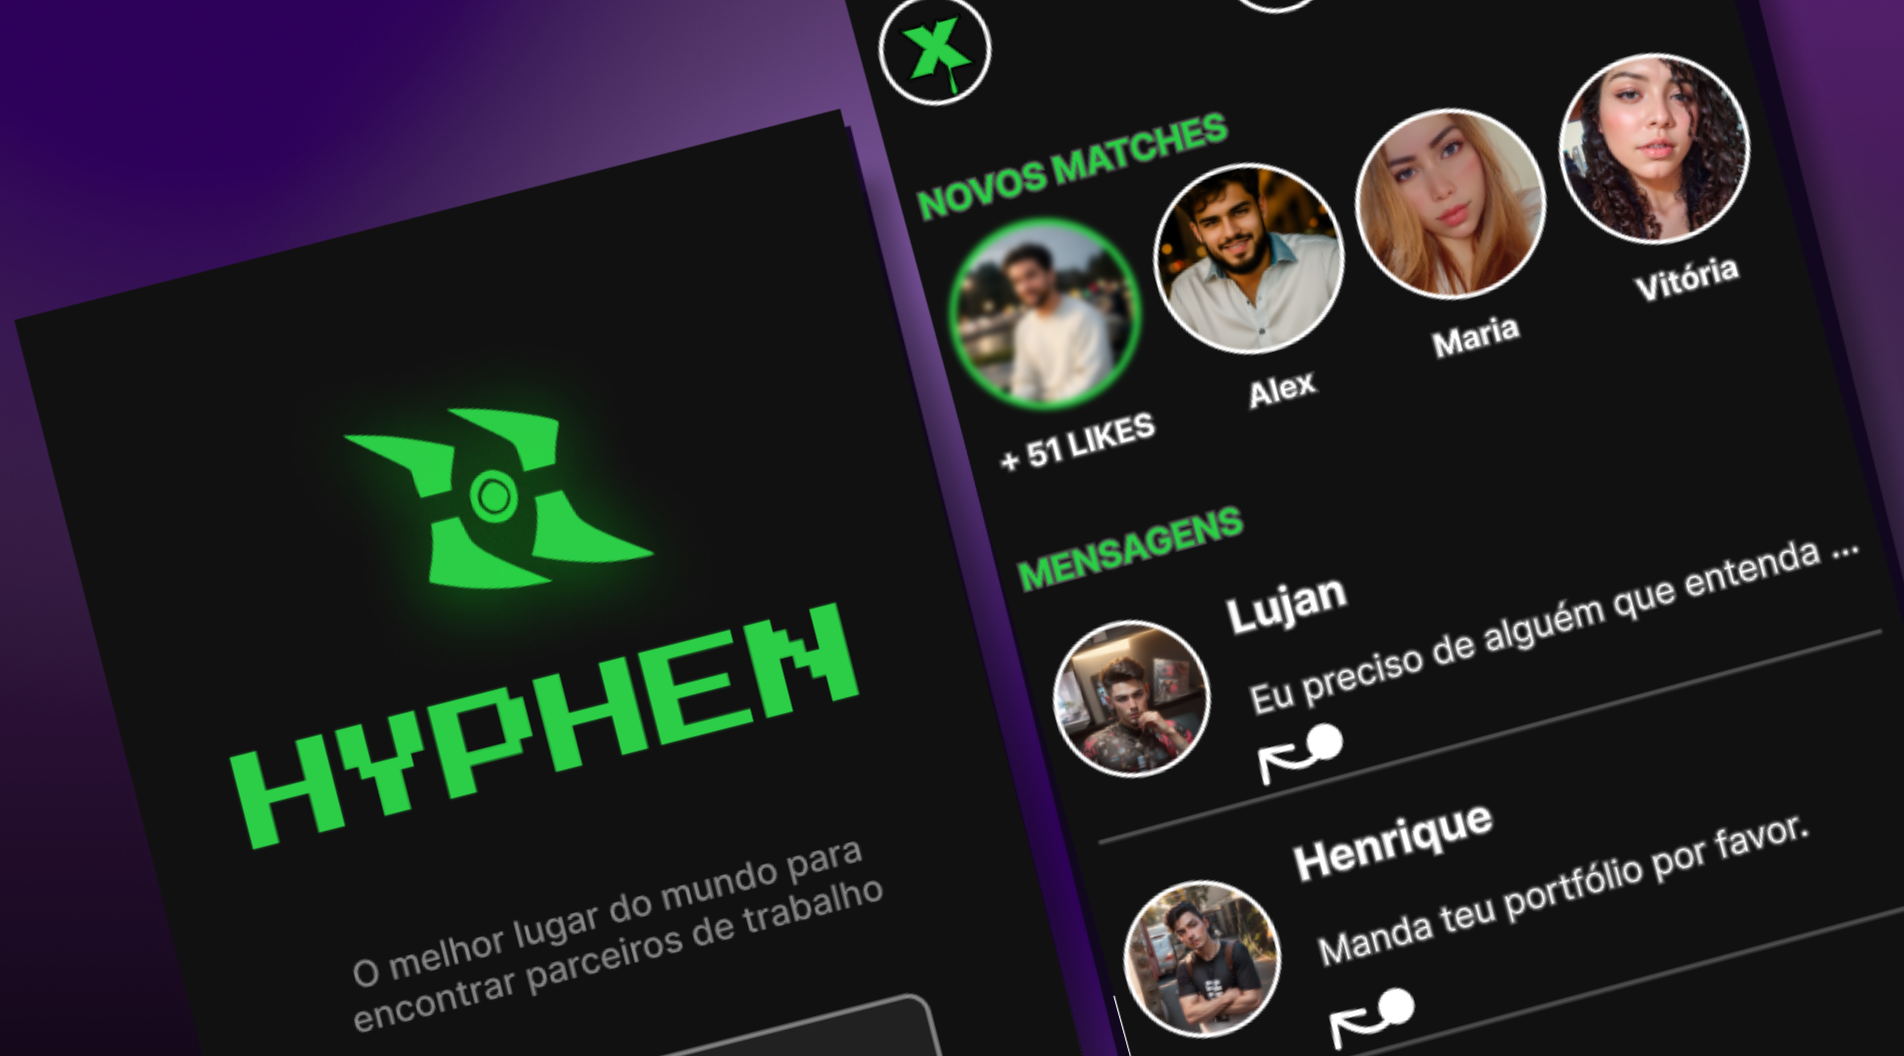 HYPHEN
O melhor lugar do mundo para
encontrar parceiros de trabalho
X
NOVOS MATCHES
+ 51 LIKES
Alex
Maria
Vitória
MENSAGENS
Lujan
Eu preciso de alguém que entenda ...
Henrique
Manda teu portfólio por favor.